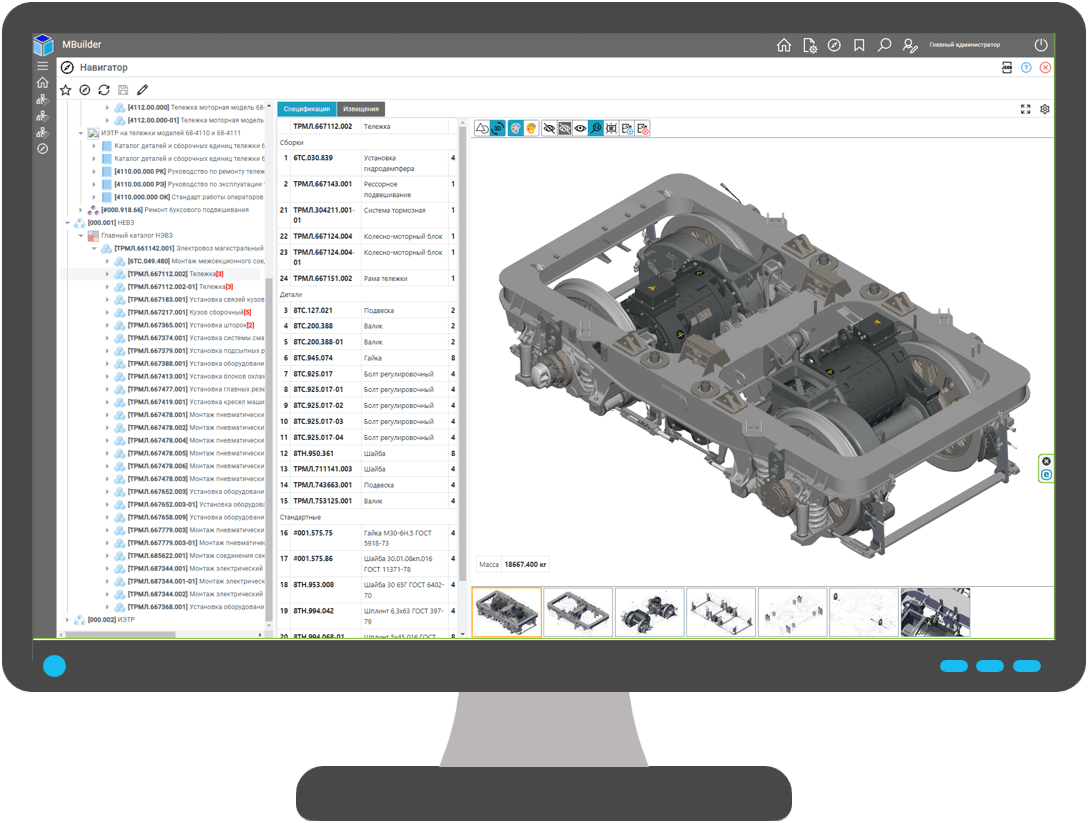 MBuilder
Главный администратор
Навигатор
JSON
[4112.00.000] Тележка моторная модель 68-
[4112.00.000-01] Тележка моторная модель
ИЭТР на тележки моделей 68-4110 и 68-4111
Каталог деталей и сборочных единиц тележки 6
Каталог деталей и сборочных единиц тележки 6
[4110.00.000 РК] Руководство по ремонту тележ
[4110.00.000 РЭ] Руководство по эксплуатации
[4110.000.000 ОК] Стандарт работы операторов
[#000.918.66] Ремонт буксового подвешивания
[000.001] НЕВЗ
Главный каталог НЭВЗ
[ТРМЛ.661142.001] Электровоз магистральный
[6ТС.049.480] Монтаж межсекционного сое
[ТРМЛ.667112.002] Тележка[3]
[ТРМЛ.667112.002-01] Тележка[3]
[ТРМЛ.667183.001] Установка связей кузов
[ТРМЛ.667217.001] Кузов сборочный[5]
[ТРМЛ.667365.001] Установка шторок[2]
[ТРМЛ.667374.001] Установка системы сма
[ТРМЛ.667379.001] Установка подсыпных р
[ТРМЛ.667388.001] Установка оборудовани
[ТРМЛ.667413.001] Установка блоков охлаж
[ТРМЛ.667477.001] Установка главных резе
[ТРМЛ.667419.001] Установка кресел маши
[ТРМЛ.667478.001] Монтаж пневматически
[ТРМЛ.667478.002] Монтаж пневматически
[ТРМЛ.667478.004] Монтаж пневматически
[ТРМЛ.667478.005] Монтаж пневматически
[ТРМЛ.667478.006] Монтаж пневматически
[ТРМЛ.667478.003] Монтаж пневматически
[ТРМЛ.667652.003] Установка оборудовани
[ТРМЛ.667652.003-01] Установка оборудова
[ТРМЛ.667658.009] Установка оборудовани
[ТРМЛ.667779.003] Монтаж пневматически
[ТРМЛ.667779.003-01] Монтаж пневматичес
[ТРМЛ.685622.001] Монтаж соединения сек
[ТРМЛ.687344.001] Монтаж электрический
[ТРМЛ.687344.001-01] Монтаж электрическ
[ТРМЛ.687344.002] Монтаж электрический
[ТРМЛ.667368.001] Установка оборудовани
[000.002] ИЭТР
Спецификация Извещения
ТРМЛ.667112.002 Тележка
Сборки
1 6ТС.030.839 Установка гидродемпфера 4
2 ТРМЛ.667143.001 Рессорное подвешивание 1
21 ТРМЛ.304211.001-01 Система тормозная 1
22 ТРМЛ.667124.004 Колесно-моторный блок 1
23 ТРМЛ.667124.004-01 Колесно-моторный блок 1
24 ТРМЛ.667151.002 Рама тележки 1
Детали
3 8ТС.127.021 Подвеска 2
4 8ТС.200.388 Валик 2
5 8ТС.200.388-01 Валик 2
6 8ТС.945.074 Гайка 8
7 8ТС.925.017 Болт регулировочный 4
8 8ТС.925.017-01 Болт регулировочный 4
9 8ТС.925.017-02 Болт регулировочный 4
10 8ТС.925.017-03 Болт регулировочный 4
11 8ТС.925.017-04 Болт регулировочный 4
12 8ТН.950.361 Шайба 8
13 ТРМЛ.711141.003 Шайба 4
14 ТРМЛ.743663.001 Подвеска 4
15 ТРМЛ.753125.001 Валик 4
Стандартные
16 #001.575.75 Гайка М30-6Н.5 ГОСТ 5918-73 4
17 #001.575.86 Шайба 30.01.08кп.016 ГОСТ 11371-78 4
18 8ТН.953.008 Шайба 30 65Г ГОСТ 6402-70 4
19 8ТН.994.042 Шплинт 6,3х63 ГОСТ 397-79 4
20 8ТН.994.068-01 Шплинт 5х45.016 ГОСТ 8
3D
Масса 18667.400 кг